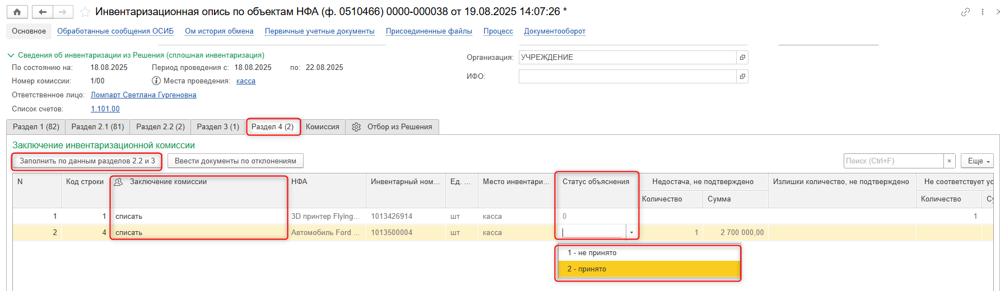 Инвентаризационная опись по объектам НФА (ф. 0510466) 0000-000038 от 19.08.2025 14:07:26 *
Основное Обработанные сообщения ОСИБ Ом история обмена Первичные учетные документы Присоединенные файлы Процесс Документооборот
Сведения об инвентаризации из Решения (сплошная инвентаризация)
Организация: УЧРЕЖДЕНИЕ
По состоянию на: 18.08.2025 Период проведения с: 18.08.2025 по: 22.08.2025
ИФО:
Номер комиссии: 1/00 Места проведения: касса
Ответственное лицо: Ломпарт Светлана Гургеновна
Список счетов: 1.101.00
Раздел 1 (82) Раздел 2.1 (81) Раздел 2.2 (2) Раздел 3 (1) Раздел 4 (2) Комиссия Отбор из Решения
Заключение инвентаризационной комиссии
Заполнить по данным разделов 2.2 и 3 Ввести документы по отклонениям Поиск (Ctrl+F) × Еще
N Код строки Заключение комиссии НФА Инвентарный ном... Ед. ... Место инвентари... Статус объяснения Недостача, не подтверждено Излишки количество, не подтверждено Не соответствует ус
Количество Сумма Количество Су
1 1 списать 3D принтер Flying... 1013426914 шт касса 0 1
2 4 списать Автомобиль Ford ... 1013500004 шт касса 1 2 700 000,00
1 - не принято
2 - принято